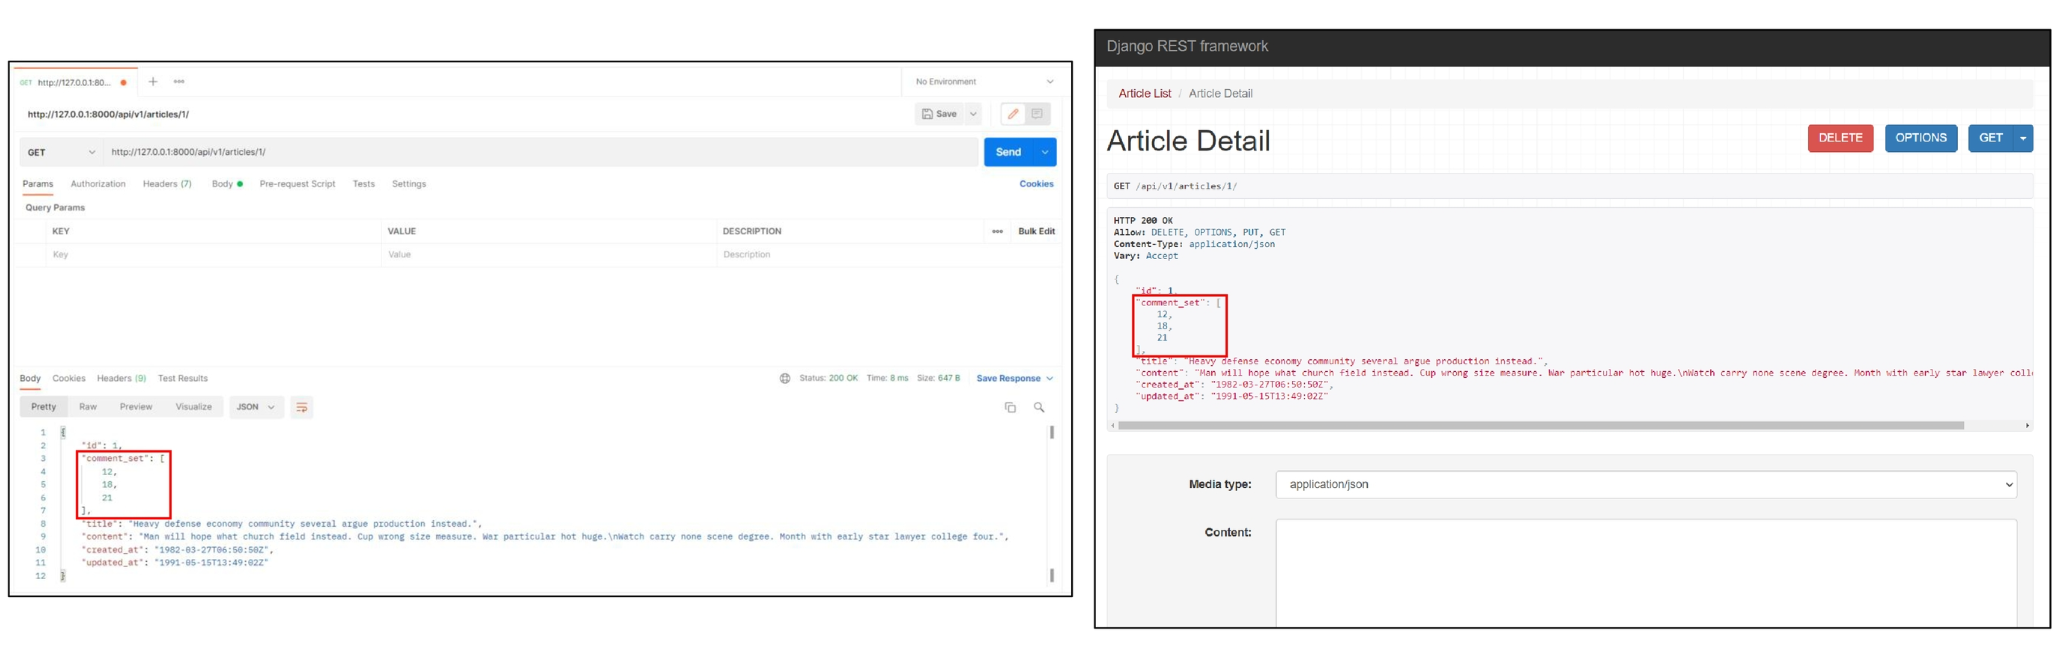 GET http://127.0.0.1:80... + ooo No Environment
http://127.0.0.1:8000/api/v1/articles/1/ Save
GET http://127.0.0.1:8000/api/v1/articles/1/ Send
Params Authorization Headers (7) Body Pre-request Script Tests Settings Cookies
Query Params
KEY VALUE DESCRIPTION ooo Bulk Edit
Key Value Description
Body Cookies Headers (9) Test Results Status: 200 OK Time: 8 ms Size: 647 B Save Response
Pretty Raw Preview Visualize JSON
1 {
2 "id": 1,
3 "comment_set": [
4 12,
5 18,
6 21
7 ],
8 "title": "Heavy defense economy community several argue production instead.",
9 "content": "Man will hope what church field instead. Cup wrong size measure. War particular hot huge.\nWatch carry none scene degree. Month with early star lawyer college four.",
10 "created_at": "1982-03-27T06:50:50Z",
11 "updated_at": "1991-05-15T13:49:02Z"
12 }
Django REST framework
Article List / Article Detail
Article Detail DELETE OPTIONS GET
GET /api/v1/articles/1/
HTTP 200 OK
Allow: DELETE, OPTIONS, PUT, GET
Content-Type: application/json
Vary: Accept
{
"id": 1,
"comment_set": [
12,
18,
21
],
"title": "Heavy defense economy community several argue production instead.",
"content": "Man will hope what church field instead. Cup wrong size measure. War particular hot huge.\nWatch carry none scene degree. Month with early star lawyer coll
"created_at": "1982-03-27T06:50:50Z",
"updated_at": "1991-05-15T13:49:02Z"
}
Media type: application/json
Content: